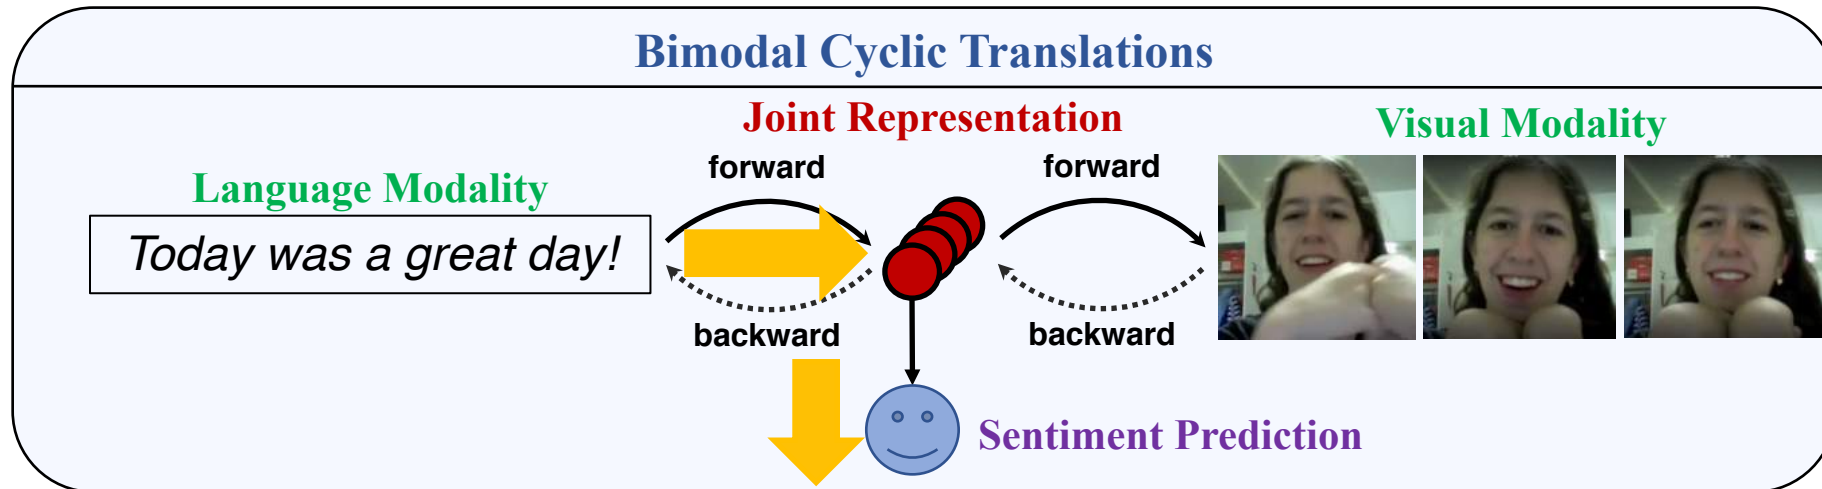 Bimodal Cyclic Translations
Joint Representation
Visual Modality
forward
forward
Language Modality
Today was a great day!
backward
backward
Sentiment Prediction